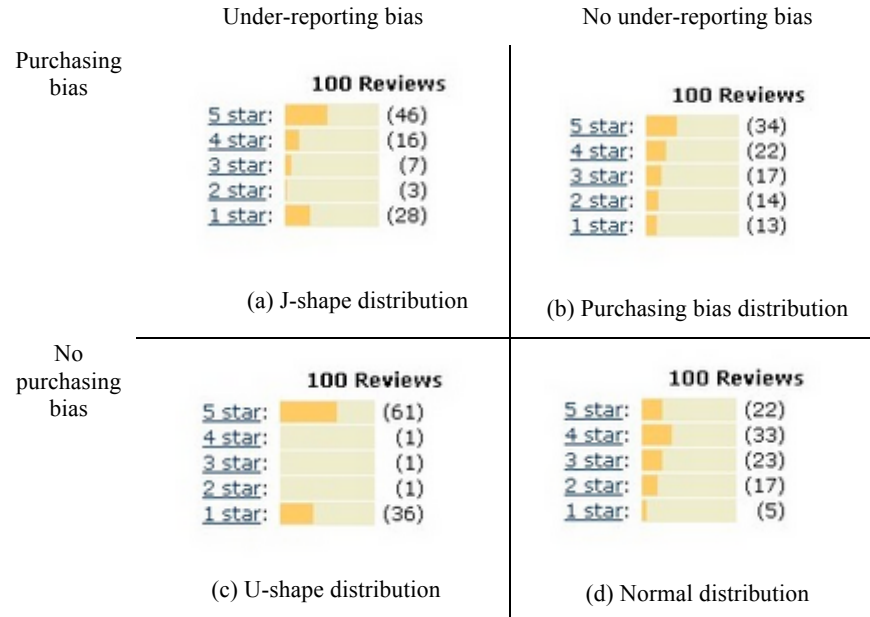 Under-reporting bias
No under-reporting bias
Purchasing
bias
100 Reviews
5 star: (46)
4 star: (16)
3 star: (7)
2 star: (3)
1 star: (28)
(a) J-shape distribution
100 Reviews
5 star: (34)
4 star: (22)
3 star: (17)
2 star: (14)
1 star: (13)
(b) Purchasing bias distribution
No
purchasing
bias
100 Reviews
5 star: (61)
4 star: (1)
3 star: (1)
2 star: (1)
1 star: (36)
(c) U-shape distribution
100 Reviews
5 star: (22)
4 star: (33)
3 star: (23)
2 star: (17)
1 star: (5)
(d) Normal distribution